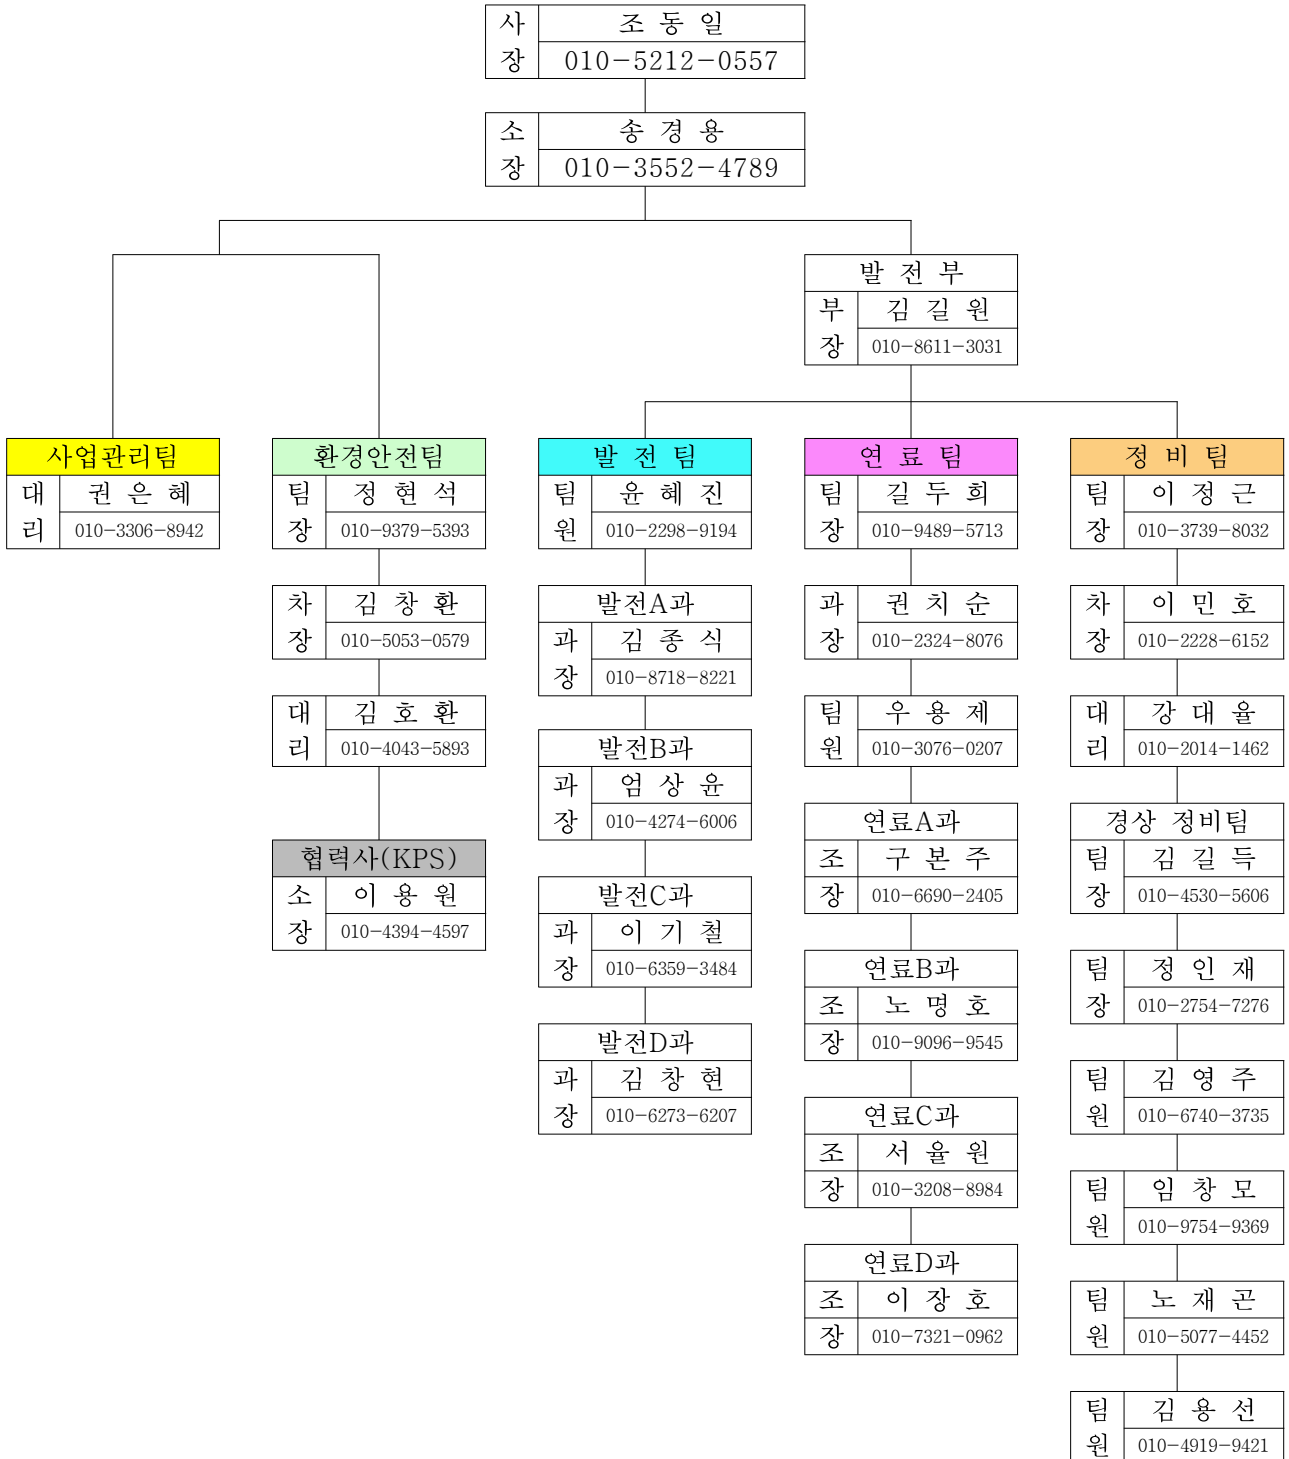 사장
조 동 일
010-5212-0557
소장
송 경 용
010-3552-4789
발 전 부
부장
김 길 원
010-8611-3031
사업관리팀
대리
권 은 혜
010-3306-8942
환경안전팀
팀장
정 현 석
010-9379-5393
차장
김 창 환
010-5053-0579
대리
김 호 환
010-4043-5893
협력사(KPS)
소장
이 용 원
010-4394-4597
발 전 팀
팀원
윤 혜 진
010-2298-9194
발전A과
과장
김 종 식
010-8718-8221
발전B과
과장
엄 상 윤
010-4274-6006
발전C과
과장
이 기 철
010-6359-3484
발전D과
과장
김 창 현
010-6273-6207
연 료 팀
팀장
길 두 희
010-9489-5713
과장
권 치 순
010-2324-8076
팀원
우 용 제
010-3076-0207
연료A과
조장
구 본 주
010-6690-2405
연료B과
조장
노 명 호
010-9096-9545
연료C과
조장
서 율 원
010-3208-8984
연료D과
조장
이 장 호
010-7321-0962
정 비 팀
팀장
이 정 근
010-3739-8032
차장
이 민 호
010-2228-6152
대리
강 대 율
010-2014-1462
경상 정비팀
팀장
김 길 득
010-4530-5606
팀장
정 인 재
010-2754-7276
팀원
김 영 주
010-6740-3735
팀원
임 창 모
010-9754-9369
팀원
노 재 곤
010-5077-4452
팀원
김 용 선
010-4919-9421